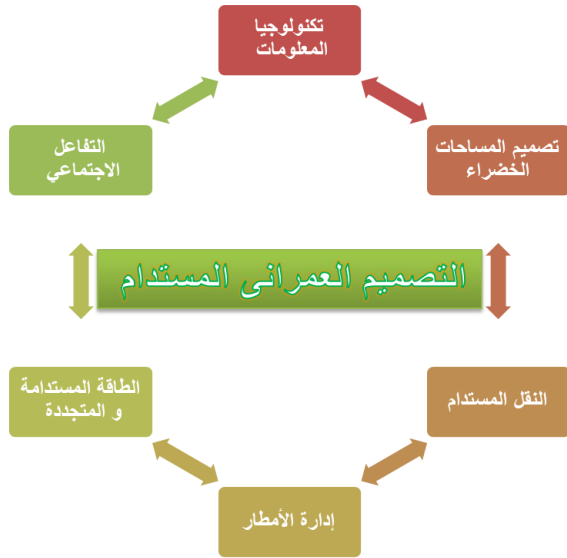 تكنولوجيا
المعلومات
تصميم المساحات
الخضراء
التفاعل
الاجتماعي
التصميم العمرانى المستدام
النقل المستدام
الطاقة المستدامة
و المتجددة
إدارة الأمطار